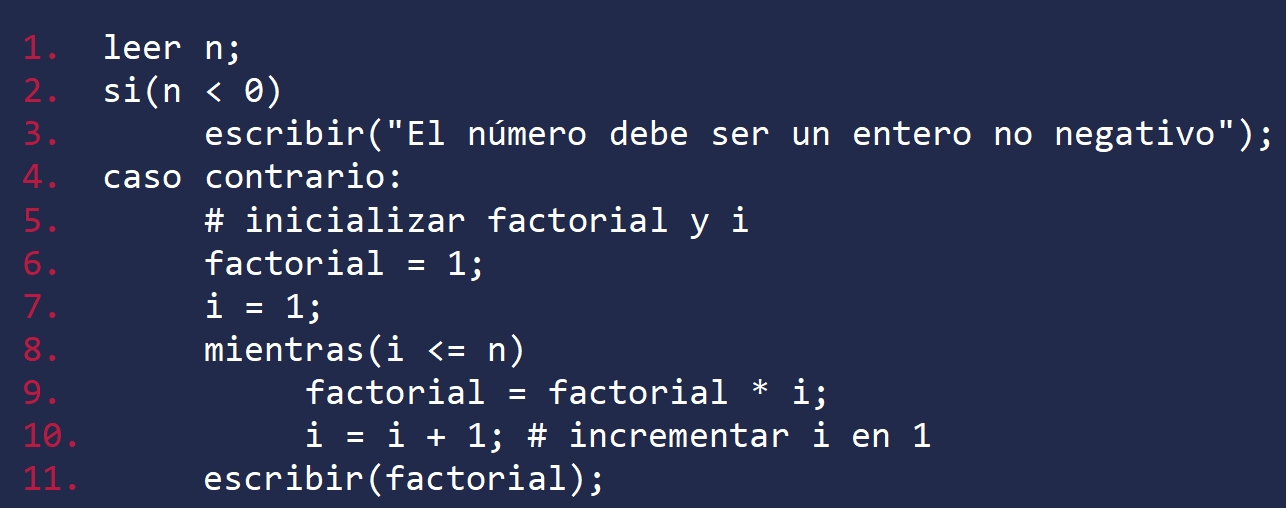 1. leer n;
2. si(n < 0)
3. escribir("El número debe ser un entero no negativo");
4. caso contrario:
5. # inicializar factorial y i
6. factorial = 1;
7. i = 1;
8. mientras(i <= n)
9. factorial = factorial * i;
10. i = i + 1; # incrementar i en 1
11. escribir(factorial);